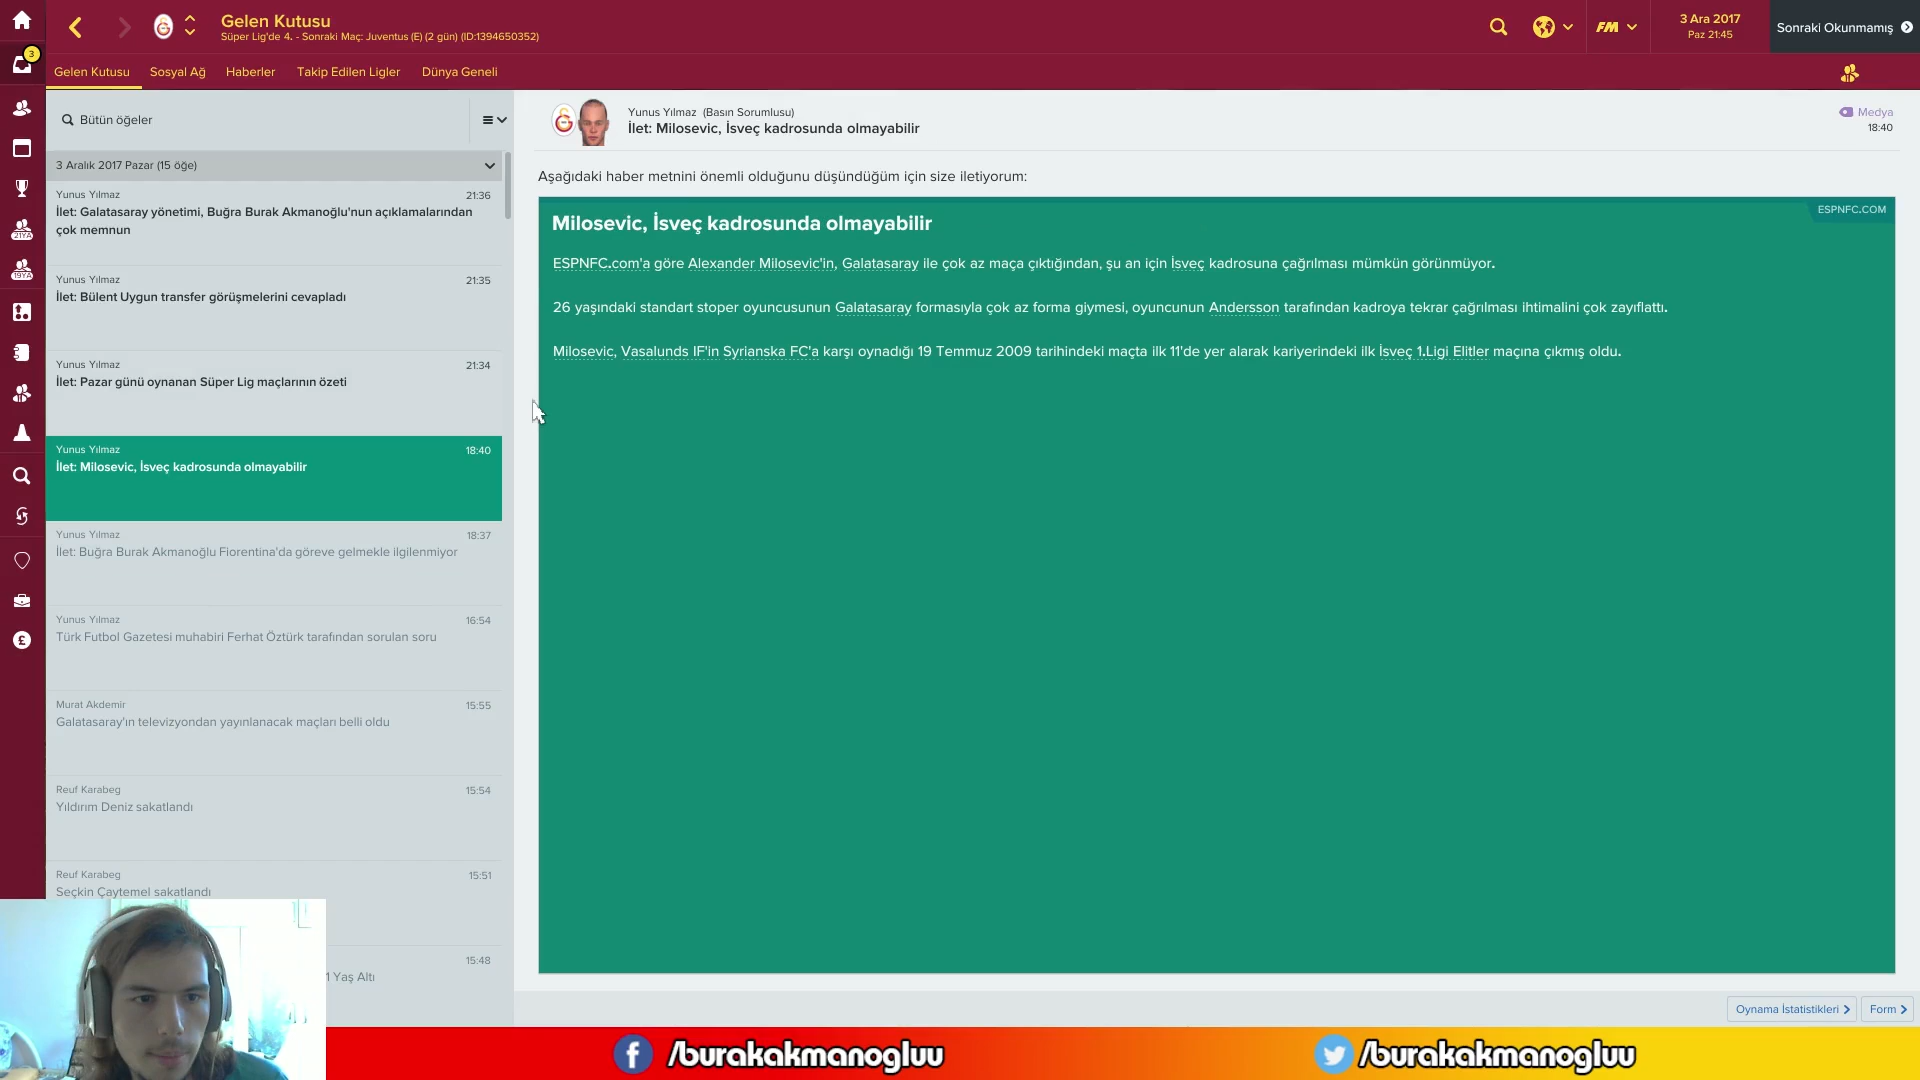 3
Gelen Kutusu
Süper Lig'de 4. - Sonraki Maç: Juventus (E) (2 gün) (ID:1394650352)
FM
3 Ara 2017
Paz 21:45
Sonraki Okunmamış
Gelen Kutusu
Sosyal Ağ
Haberler
Takip Edilen Ligler
Dünya Geneli
Bütün öğeler
3 Aralık 2017 Pazar (15 öğe)
Yunus Yılmaz
21:36
İlet: Galatasaray yönetimi, Buğra Burak Akmanoğlu'nun açıklamalarından
çok memnun
Yunus Yılmaz
21:35
İlet: Bülent Uygun transfer görüşmelerini cevapladı
Yunus Yılmaz
21:34
İlet: Pazar günü oynanan Süper Lig maçlarının özeti
Yunus Yılmaz
18:40
İlet: Milosevic, İsveç kadrosunda olmayabilir
Yunus Yılmaz
18:37
İlet: Buğra Burak Akmanoğlu Fiorentina'da göreve gelmekle ilgilenmiyor
Yunus Yılmaz
16:54
Türk Futbol Gazetesi muhabiri Ferhat Öztürk tarafından sorulan soru
Murat Akdemir
15:55
Galatasaray'ın televizyondan yayınlanacak maçları belli oldu
Reuf Karabeg
15:54
Yıldırım Deniz sakatlandı
Reuf Karabeg
15:51
Seçkin Çaytemel sakatlandı
15:48
1 Yaş Altı
21YA
19YA
Yunus Yılmaz (Basın Sorumlusu)
İlet: Milosevic, İsveç kadrosunda olmayabilir
Medya
18:40
Aşağıdaki haber metnini önemli olduğunu düşündüğüm için size iletiyorum:
Milosevic, İsveç kadrosunda olmayabilir
ESPNFC.COM
ESPNFC.com'a göre Alexander Milosevic'in, Galatasaray ile çok az maça çıktığından, şu an için İsveç kadrosuna çağrılması mümkün görünmüyor.
26 yaşındaki standart stoper oyuncusunun Galatasaray formasıyla çok az forma giymesi, oyuncunun Andersson tarafından kadroya tekrar çağrılması ihtimalini çok zayıflattı.
Milosevic, Vasalunds IF'in Syrianska FC'a karşı oynadığı 19 Temmuz 2009 tarihindeki maçta ilk 11'de yer alarak kariyerindeki ilk İsveç 1.Ligi Elitler maçına çıkmış oldu.
Oynama İstatistikleri
Form
/burakakmanogluu
/burakakmanogluu